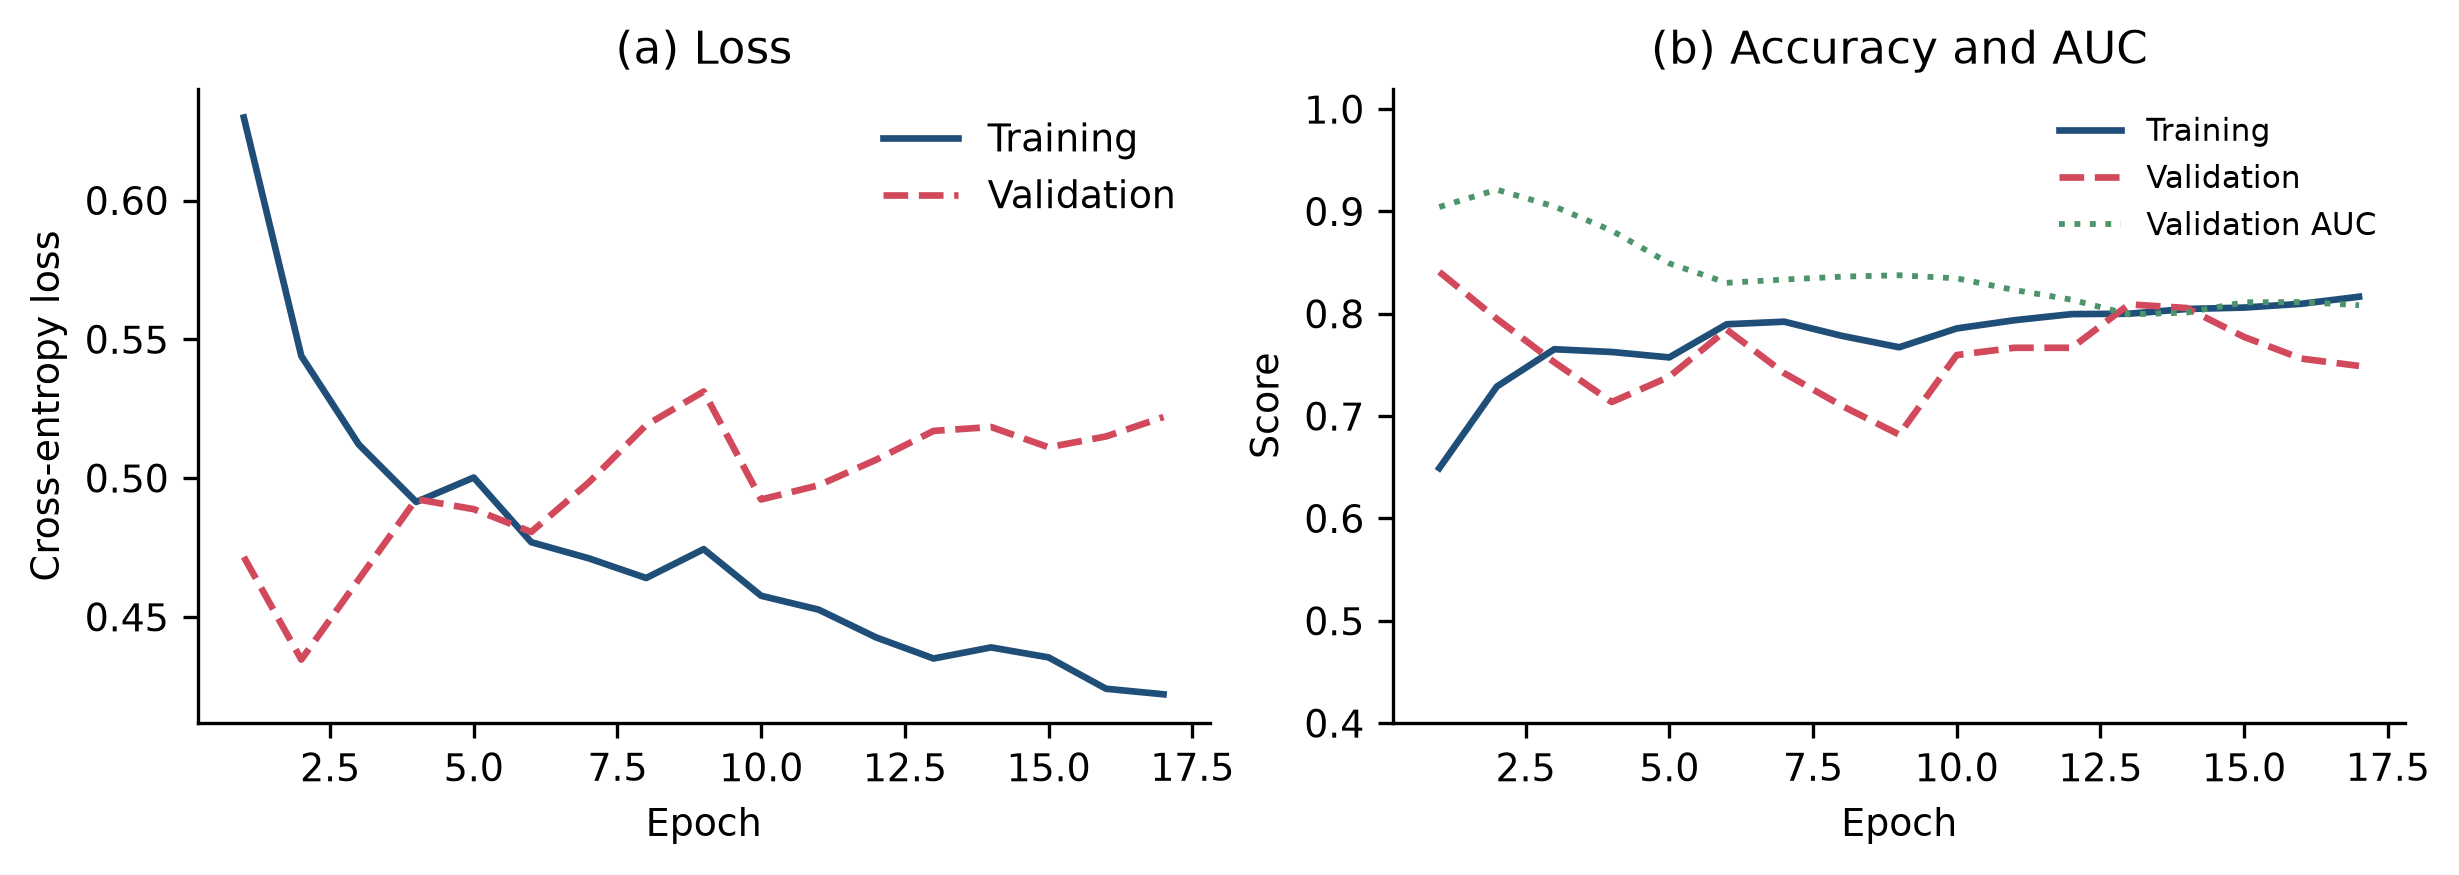 (a) Loss
Cross-entropy loss
0.60
0.55
0.50
0.45
Training
Validation
2.5 5.0 7.5 10.0 12.5 15.0 17.5
Epoch
(b) Accuracy and AUC
Score
1.0
0.9
0.8
0.7
0.6
0.5
0.4
Training
Validation
Validation AUC
2.5 5.0 7.5 10.0 12.5 15.0 17.5
Epoch